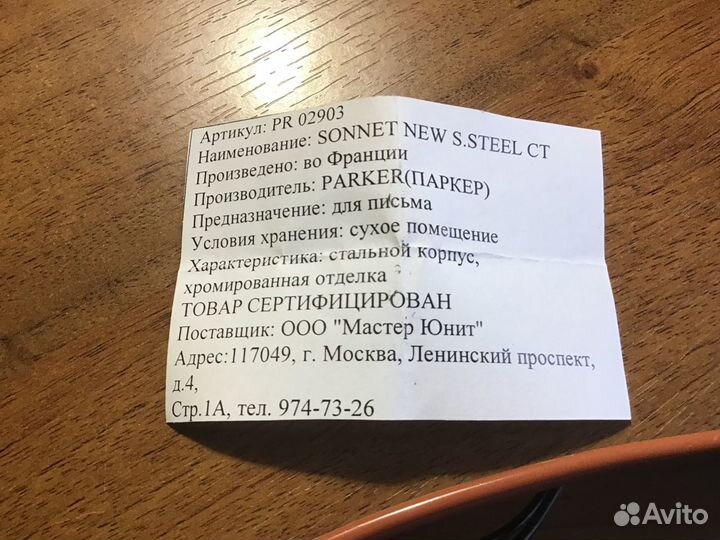 Артикул: PR 02903
Наименование: SONNET NEW S.STEEL CT
Произведено: во Франции
Производитель: PARKER(ПАРКЕР)
Предназначение: для письма
Условия хранения: сухое помещение
Характеристика: стальной корпус,
хромированная отделка
ТОВАР СЕРТИФИЦИРОВАН
Поставщик: ООО "Мастер Юнит"
Адрес:117049, г. Москва, Ленинский проспект,
д.4,
Стр.1А, тел. 974-73-26
Avito